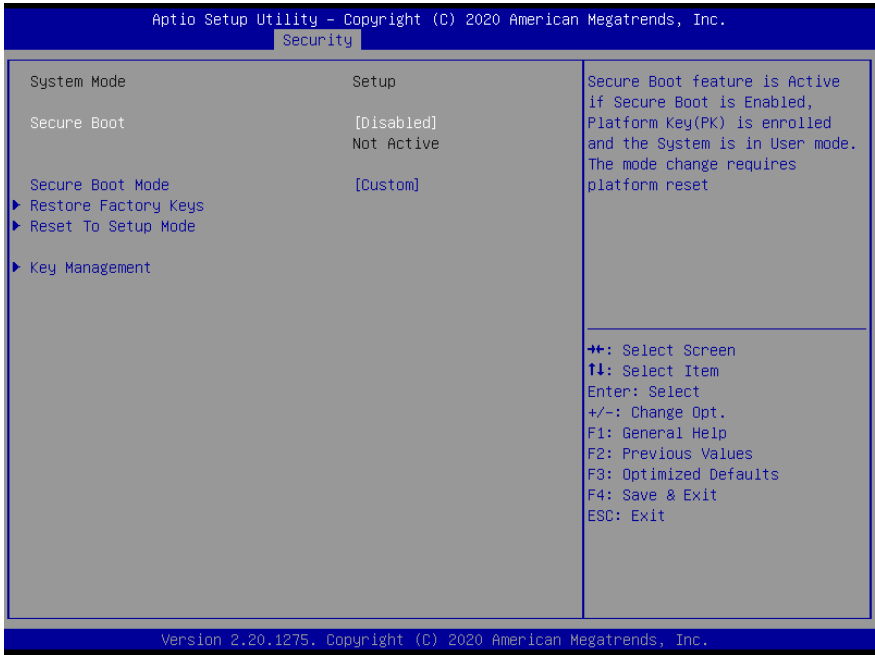 Aptio Setup Utility – Copyright (C) 2020 American Megatrends, Inc.
Security
System Mode Setup
Secure Boot [Disabled]
Not Active
Secure Boot Mode [Custom]
▶ Restore Factory Keys
▶ Reset To Setup Mode
▶ Key Management
Secure Boot feature is Active
if Secure Boot is Enabled,
Platform Key(PK) is enrolled
and the System is in User mode.
The mode change requires
platform reset
→←: Select Screen
↑↓: Select Item
Enter: Select
+/-: Change Opt.
F1: General Help
F2: Previous Values
F3: Optimized Defaults
F4: Save & Exit
ESC: Exit
Version 2.20.1275. Copyright (C) 2020 American Megatrends, Inc.